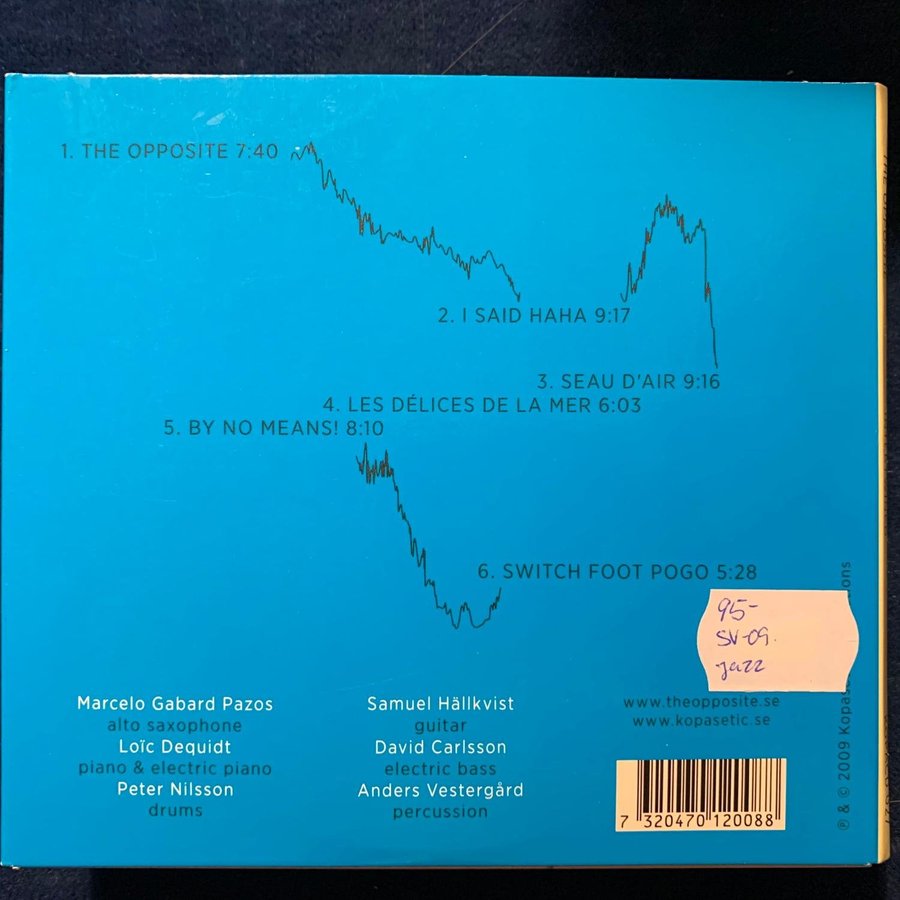 1. THE OPPOSITE 7:40
2. I SAID HAHA 9:17
3. SEAU D'AIR 9:16
4. LES DÉLICES DE LA MER 6:03
5. BY NO MEANS! 8:10
6. SWITCH FOOT POGO 5:28
95-
SV-09.
jazz
Marcelo Gabard Pazos
alto saxophone
Loïc Dequidt
piano & electric piano
Peter Nilsson
drums
Samuel Hällkvist
guitar
David Carlsson
electric bass
Anders Vestergård
percussion
www.theopposite.se
www.kopasetic.se
7 320470 120088
℗ & © 2009 Kopase
ons